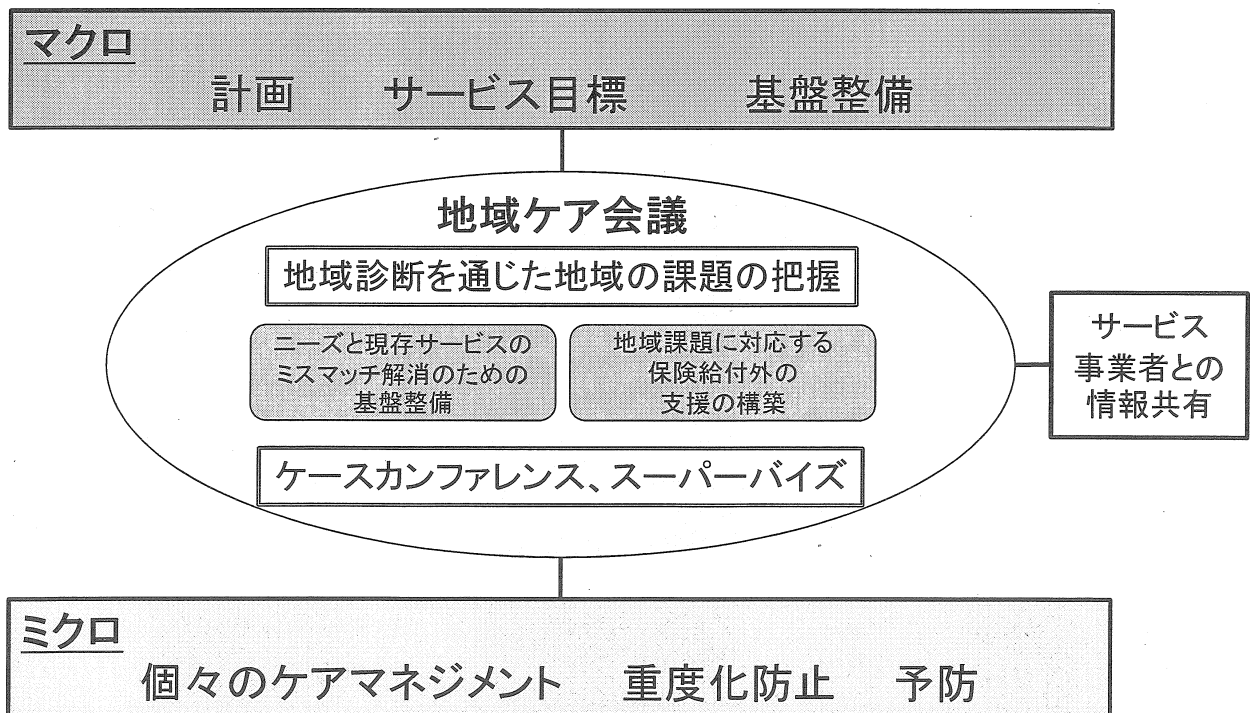 マクロ
計画 サービス目標 基盤整備
地域ケア会議
地域診断を通じた地域の課題の把握
ニーズと現存サービスの
ミスマッチ解消のための
基盤整備
地域課題に対応する
保険給付外の
支援の構築
ケースカンファレンス、スーパーバイズ
サービス
事業者との
情報共有
ミクロ
個々のケアマネジメント 重度化防止 予防